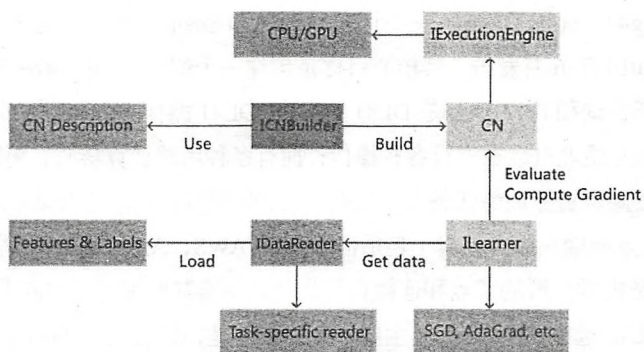 CPU/GPU
IExecutionEngine
CN Description
Use
ICNBuilder
Build
CN
Evaluate
Compute Gradient
Features & Labels
Load
IDataReader
Get data
ILearner
Task-specific reader
SGD, AdaGrad, etc.